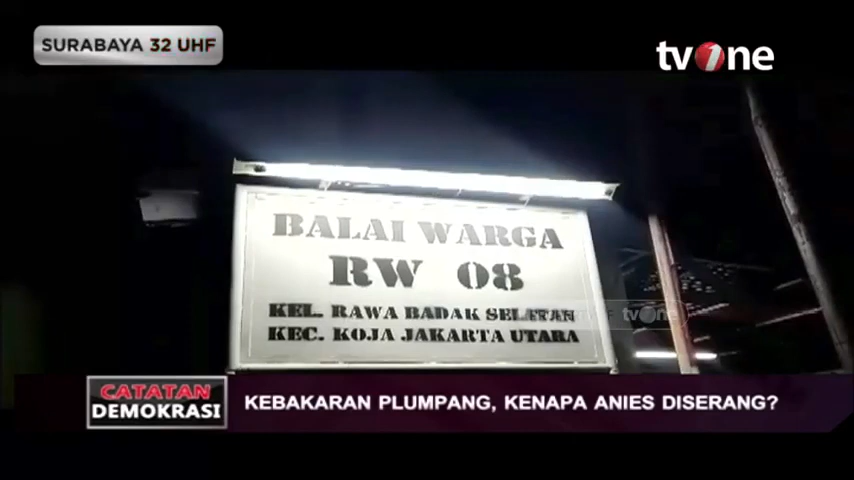 SURABAYA 32 UHF
tvOne
BALAI WARGA
RW 08
KEL. RAWA BADAK SELATAN
KEC. KOJA JAKARTA UTARA
tvOne
CATATAN
DEMOKRASI
KEBAKARAN PLUMPANG, KENAPA ANIES DISERANG?